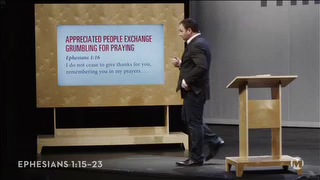 APPRECIATED PEOPLE EXCHANGE
GRUMBLING FOR PRAYING
Ephesians 1:16
I do not cease to give thanks for you,
remembering you in my prayers
EPHESIANS 1:15–23